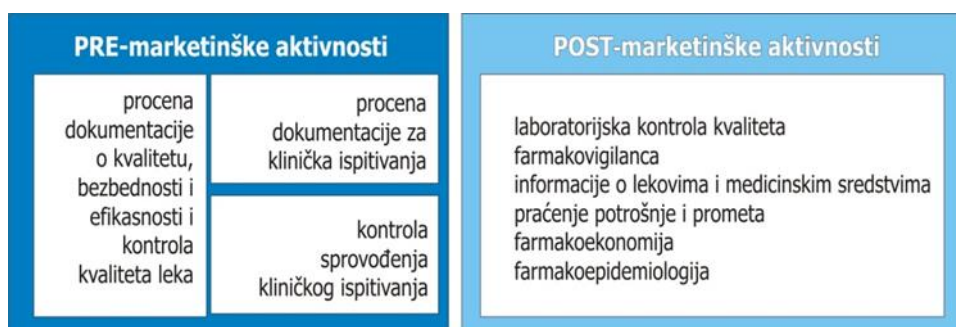 PRE-marketinške aktivnosti
procena
dokumentacije
o kvalitetu,
bezbednosti i
efikasnosti i
kontrola
kvaliteta leka
procena
dokumentacije za
klinička ispitivanja
kontrola
sprovođenja
kliničkog ispitivanja
POST-marketinške aktivnosti
laboratorijska kontrola kvaliteta
farmakovigilanca
informacije o lekovima i medicinskim sredstvima
praćenje potrošnje i prometa
farmakoekonomija
farmakoepidemiologija